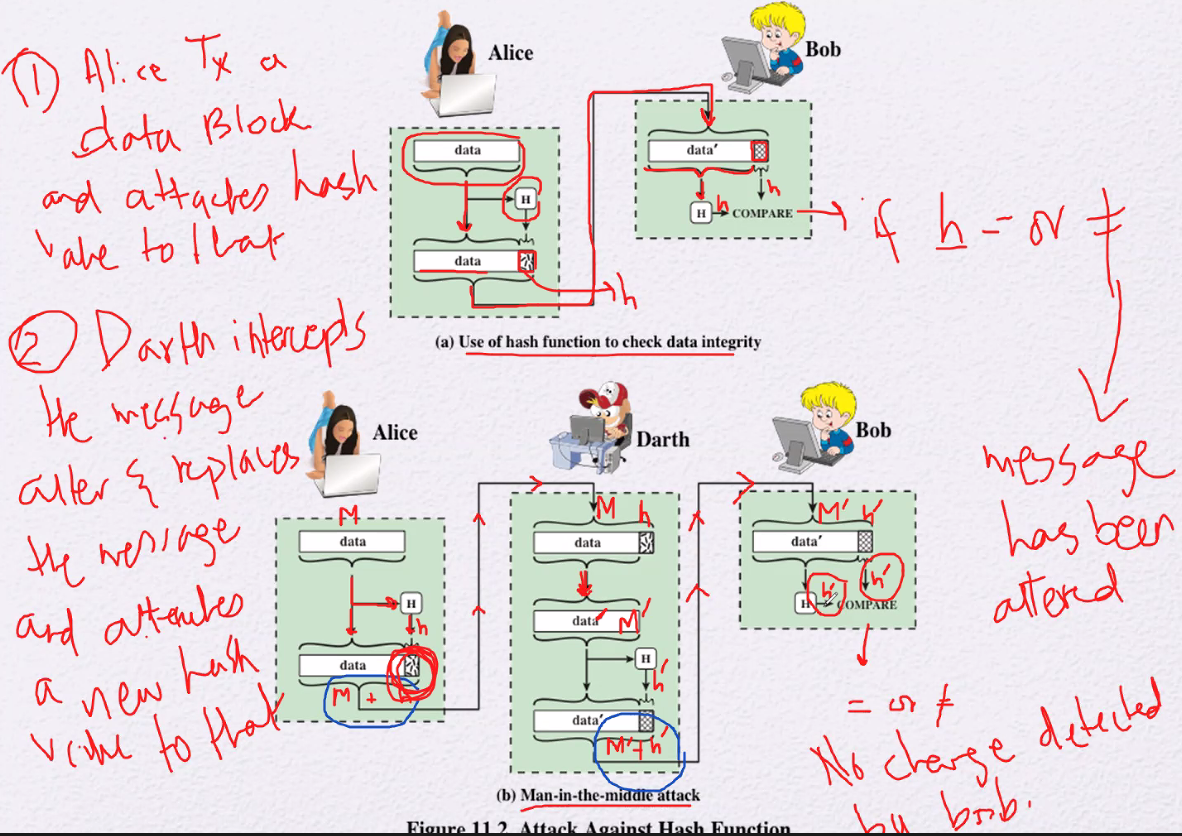 ① Alice Tx a
data Block
and attaches hash
value to that
② Darth intercepts
the message
alter & replaces
the message
and attaches
a new hash
value to that
Alice
Bob
data
H
data
h
data′
h
H
h
COMPARE
if h = or ≠
message
has been
altered
(a) Use of hash function to check data integrity
Alice
Darth
Bob
M
data
H
h
data
M +
M h
data
data′ M′
H
h′
data′
M′+h′
M′ h′
data′
H
h′
h′
COMPARE
= or ≠
No change detected
by bob.
(b) Man-in-the-middle attack
Figure 11.2 Attack Against Hash Function